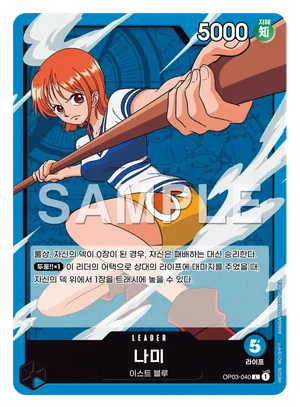 5000
지혜
知
SAMPLE
룰상, 자신의 덱이 0장이 된 경우, 자신은 패배하는 대신 승리한다.
두웅!!×1 이 리더의 어택으로 상대의 라이프에 대미지를 주었을 때,
자신의 덱 위에서 1장을 트래시에 놓을 수 있다.
LEADER
나미
이스트 블루
5
라이프
OP03-040 L 1